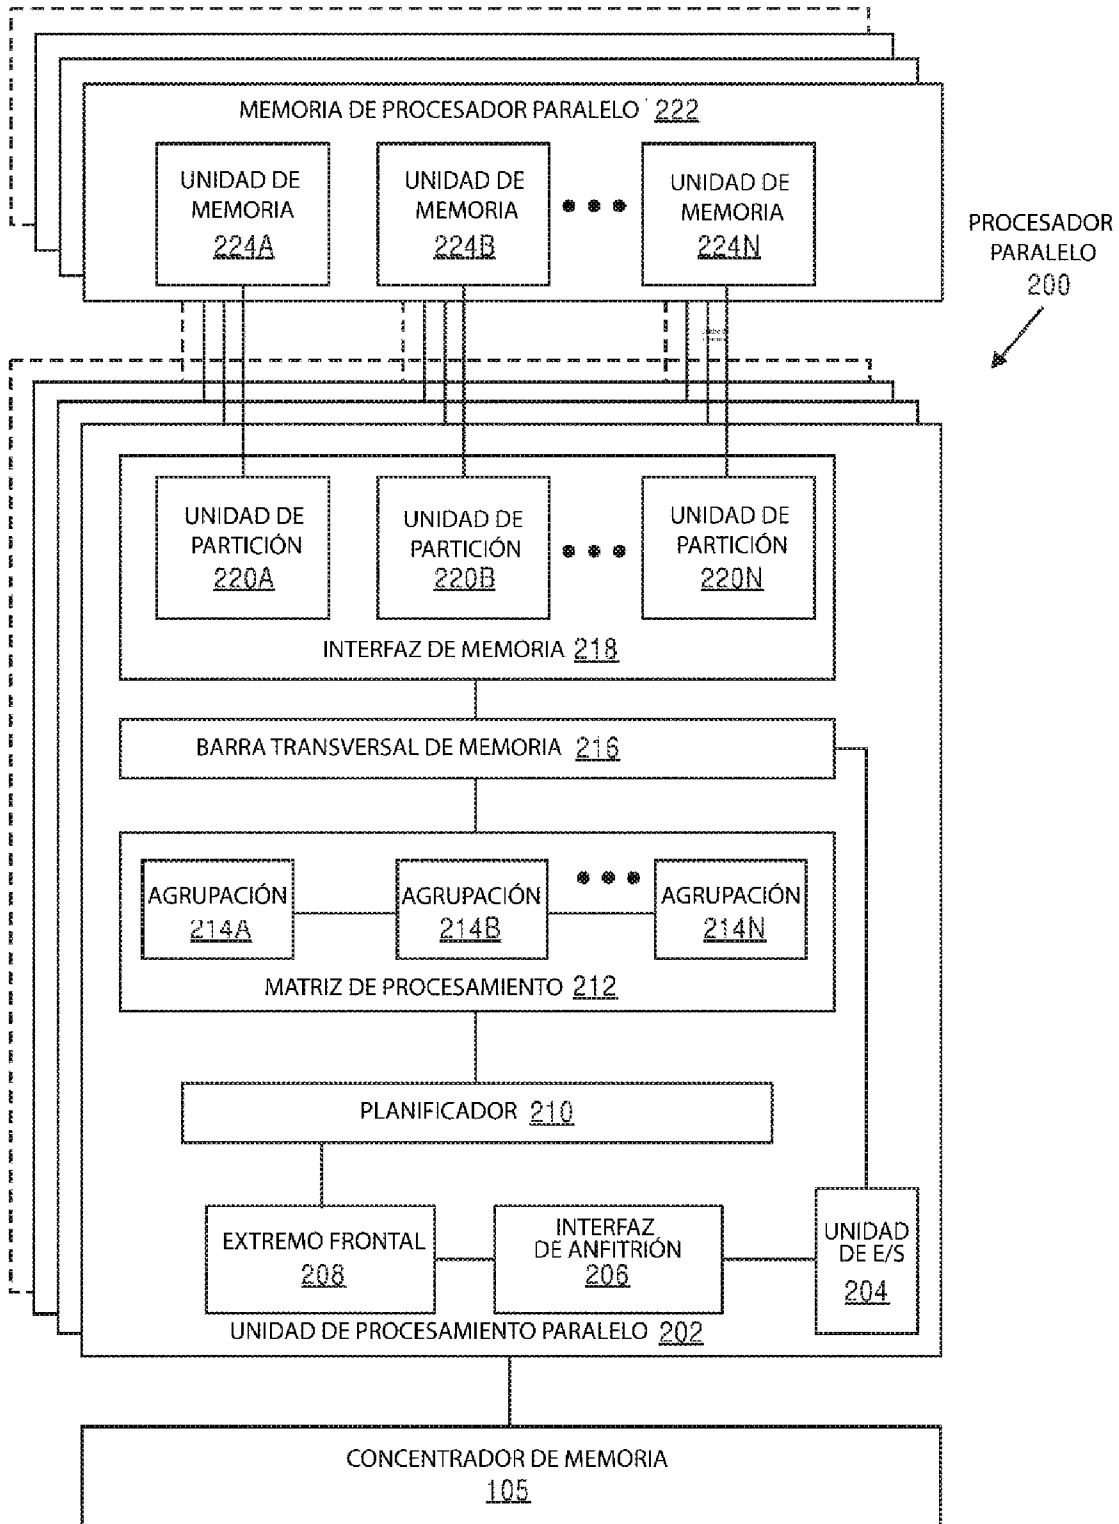 MEMORIA DE PROCESADOR PARALELO 222
UNIDAD DE
MEMORIA
224A
UNIDAD DE
MEMORIA
224B
UNIDAD DE
MEMORIA
224N
PROCESADOR
PARALELO
200
UNIDAD DE
PARTICIÓN
220A
UNIDAD DE
PARTICIÓN
220B
UNIDAD DE
PARTICIÓN
220N
INTERFAZ DE MEMORIA 218
BARRA TRANSVERSAL DE MEMORIA 216
AGRUPACIÓN
214A
AGRUPACIÓN
214B
AGRUPACIÓN
214N
MATRIZ DE PROCESAMIENTO 212
PLANIFICADOR 210
EXTREMO FRONTAL
208
INTERFAZ
DE ANFITRIÓN
206
UNIDAD
DE E/S
204
UNIDAD DE PROCESAMIENTO PARALELO 202
CONCENTRADOR DE MEMORIA
105